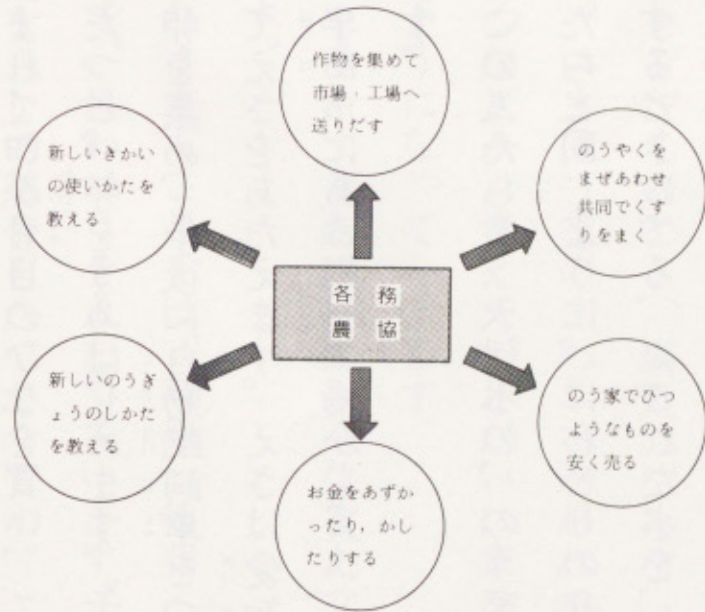 作物を集めて
市場・工場へ
送りだす
新しいきかい
の使いかたを
教える
のうやくを
まぜあわせ
共同でくす
りをまく
各務
農協
新しいのうぎ
ょうのしかた
を教える
のう家でひつ
ようなものを
安く売る
お金をあずか
ったり，かし
たりする